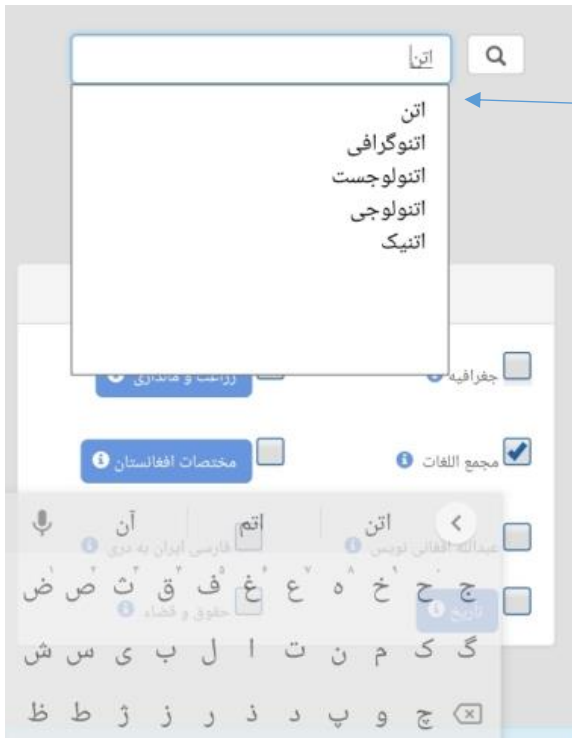 اتن
اتن
اتنوگرافی
اتنولوجست
اتنولوجی
اتنیک
جغرافیه
زراعت و مالداری
مجمع اللغات
مختصات افغانستان
عبدالله افغانی نویس
فارسی ایران به دری
تاریخ
حقوق و قضاء
اتن اتم آن
ج ح خ ه ع غ ف ق ث ص ض
گ ک م ن ت ا ل ب ی س ش
چ و پ د ذ ر ز ژ ط ظ